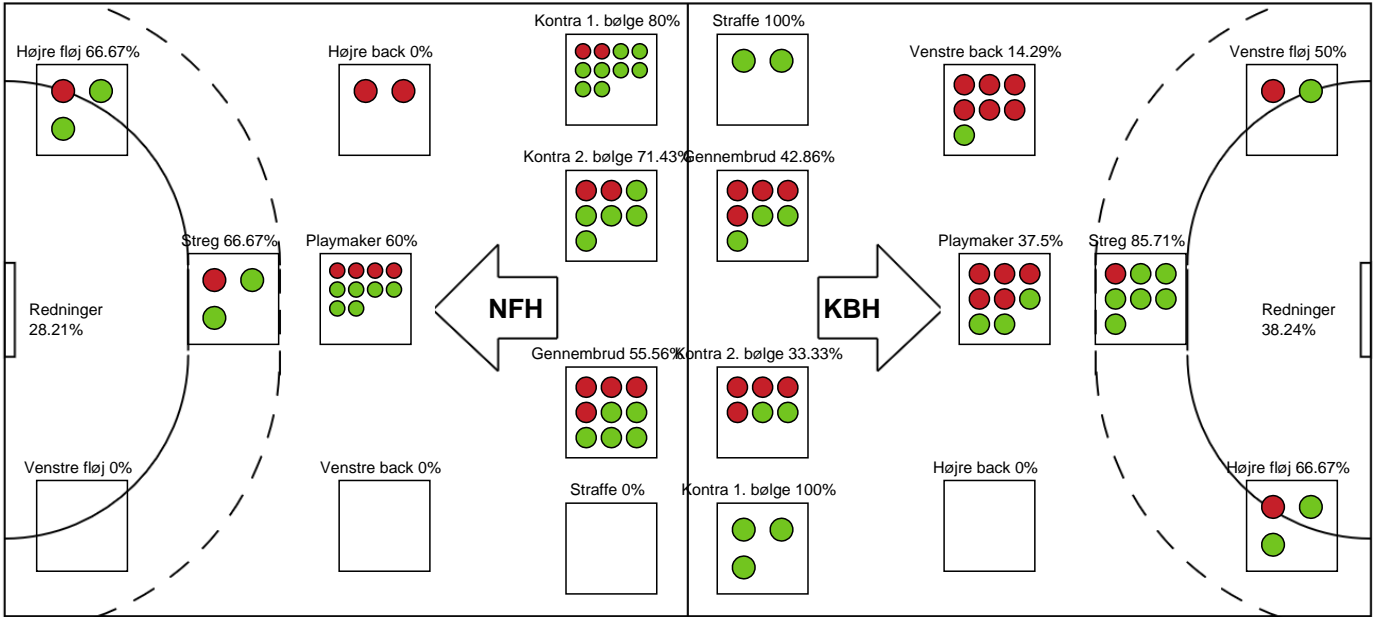 Kontra 1. bølge 80%
Straffe 100%
Højre fløj 66.67%
Højre back 0%
Venstre back 14.29%
Venstre fløj 50%
Kontra 2. bølge 71.43%
Gennembrud 42.86%
Streg 66.67%
Playmaker 60%
Playmaker 37.5%
Streg 85.71%
Redninger
28.21%
NFH
KBH
Redninger
38.24%
Gennembrud 55.56%
Kontra 2. bølge 33.33%
Venstre fløj 0%
Venstre back 0%
Straffe 0%
Kontra 1. bølge 100%
Højre back 0%
Højre fløj 66.67%